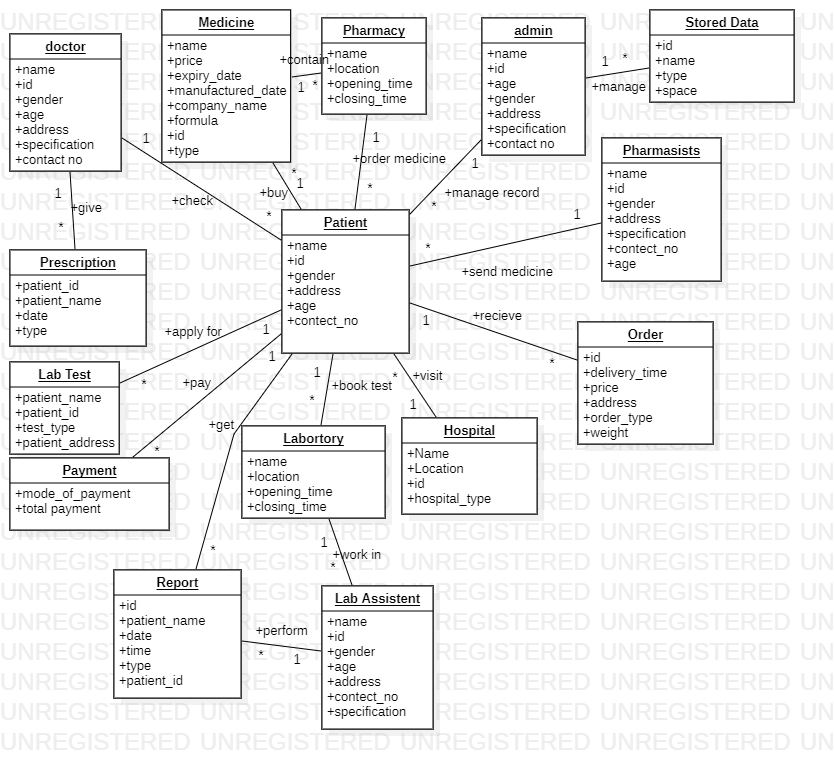 doctor
+name
+id
+gender
+age
+address
+specification
+contact no
Medicine
+name
+price
+expiry_date
+manufactured_date
+company_name
+formula
+id
+type
+contain
1
*
Pharmacy
+name
+location
+opening_time
+closing_time
admin
+name
+id
+age
+gender
+address
+specification
+contact no
1
*
+manage
Stored Data
+id
+name
+type
+space
Pharmasists
+name
+id
+gender
+address
+specification
+contect_no
+age
1
+check
*
*
1
+buy
1
+order medicine
*
1
+manage record
*
1
+send medicine
*
1
+give
*
Prescription
+patient_id
+patient_name
+date
+type
Patient
+name
+id
+gender
+address
+age
+contect_no
1
+recieve
*
Order
+id
+delivery_time
+price
+address
+order_type
+weight
+apply for
1
*
Lab Test
+patient_name
+patient_id
+test_type
+patient_address
1
+pay
*
Payment
+mode_of_payment
+total payment
+get
*
1
+book test
*
Labortory
+name
+location
+opening_time
+closing_time
*
+visit
1
Hospital
+Name
+Location
+id
+hospital_type
1
+work in
*
Report
+id
+patient_name
+date
+time
+type
+patient_id
+perform
*
1
Lab Assistent
+name
+id
+gender
+age
+address
+contect_no
+specification
UNREGISTERED